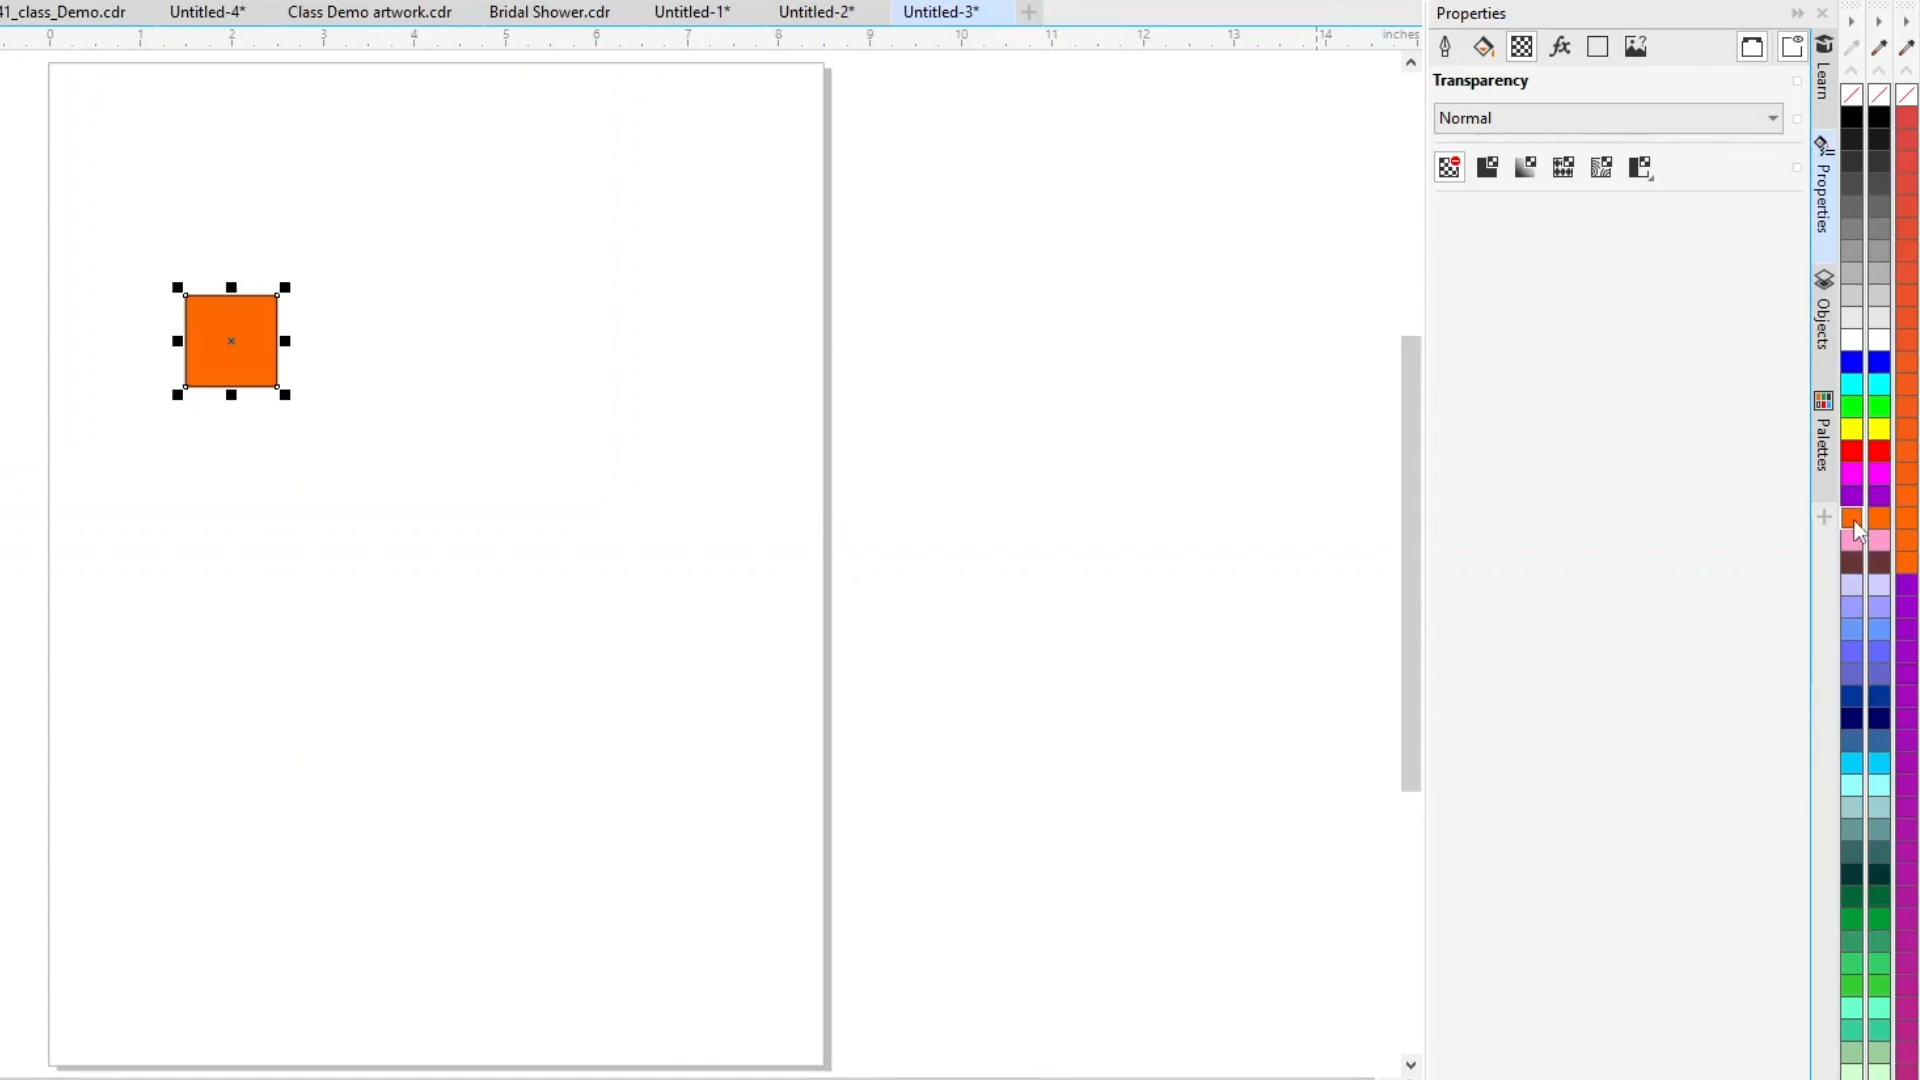 41_class_Demo.cdr Untitled-4* Class Demo artwork.cdr Bridal Shower.cdr Untitled-1* Untitled-2* Untitled-3*
0 1 2 3 4 5 6 7 8 9 10 11 12 13 14 inches
Properties
Transparency
Normal
Learn
Properties
Objects
Palettes